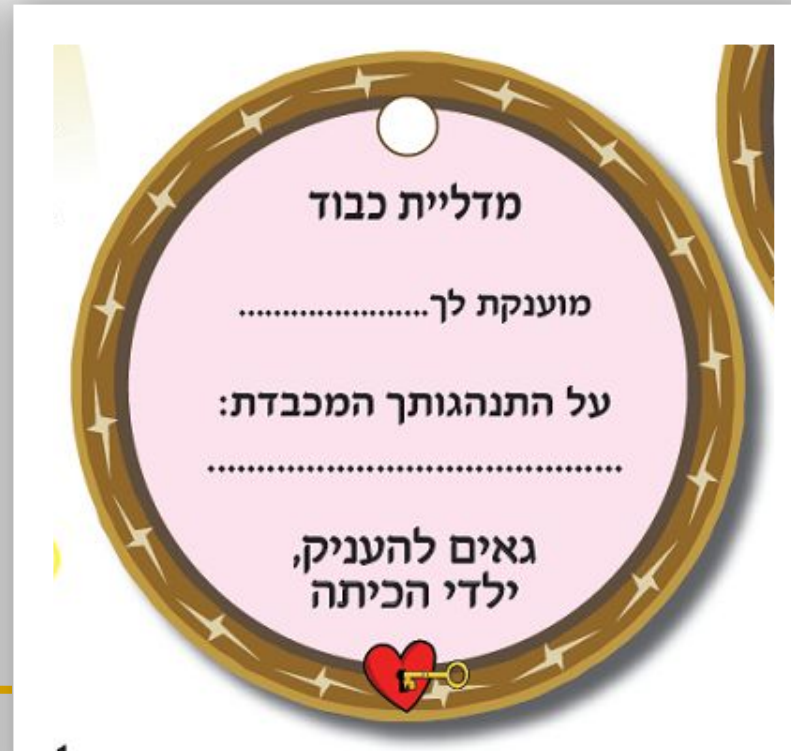 מדליית כבוד
מוענקת לך......................
על התנהגותך המכבדת:
..........................................
גאים להעניק,
ילדי הכיתה